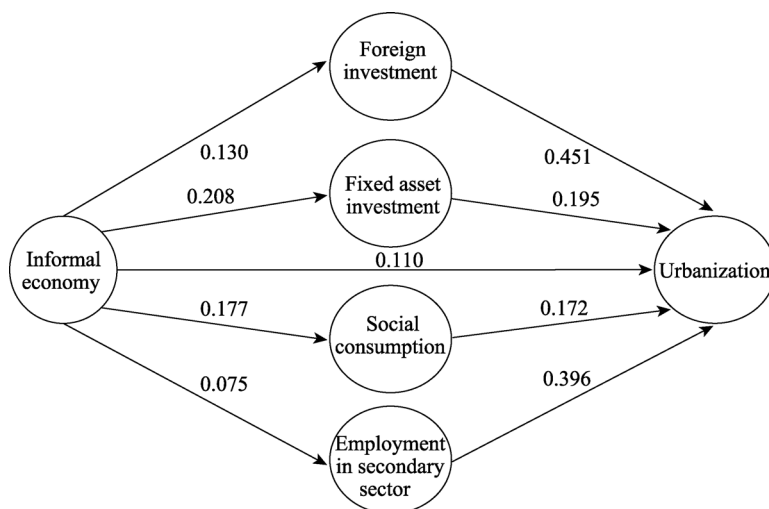 Foreign
investment
0.130
0.451
Fixed asset
investment
0.208
0.195
Informal
economy
0.110
Urbanization
0.177
Social
consumption
0.172
0.075
0.396
Employment
in secondary
sector